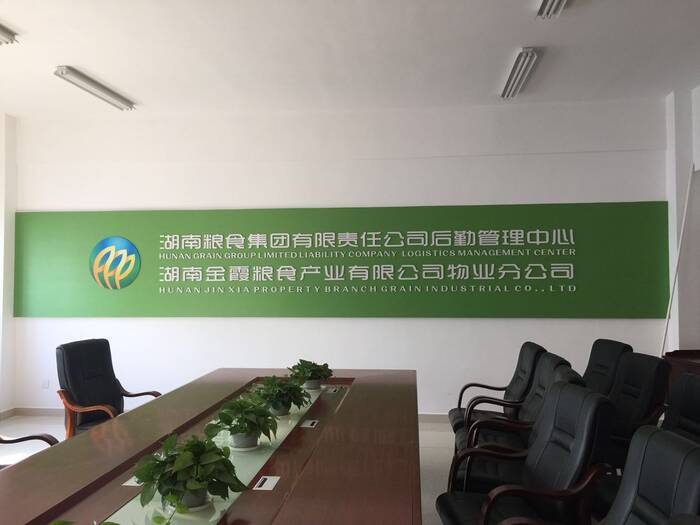 湖南粮食集团有限责任公司后勤管理中心
HUNAN GRAIN GROUP LIMITED LIABILITY COMPANY LOGISTICS MANAGEMENT CENTER
湖南金霞粮食产业有限公司物业分公司
HUNAN JIN XIA PROPERTY BRANCH GRAIN INDUSTRIAL CO., LTD